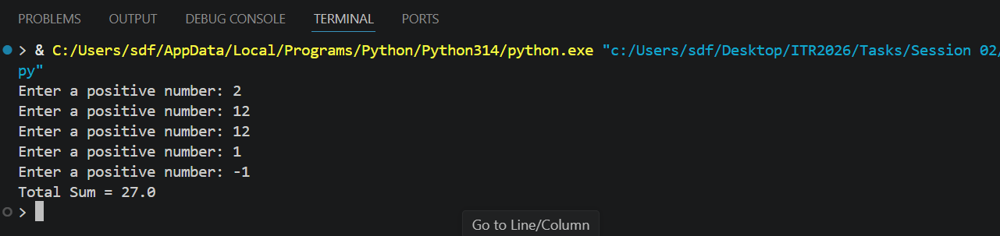 PROBLEMS OUTPUT DEBUG CONSOLE TERMINAL PORTS
> & C:/Users/sdf/AppData/Local/Programs/Python/Python314/python.exe "c:/Users/sdf/Desktop/ITR2026/Tasks/Session 02/
py"
Enter a positive number: 2
Enter a positive number: 12
Enter a positive number: 12
Enter a positive number: 1
Enter a positive number: -1
Total Sum = 27.0
>
Go to Line/Column